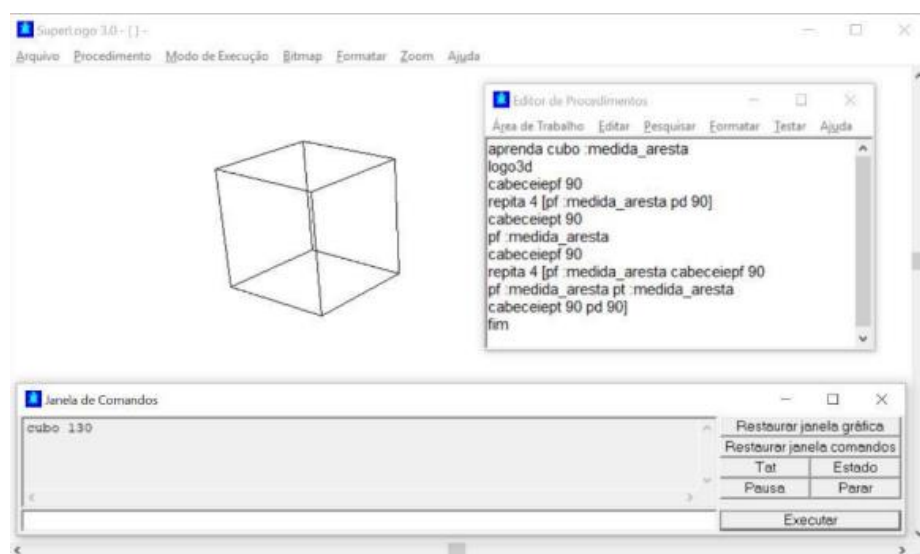 SuperLogo 3.0 - [ ] -
Arquivo Procedimento Modo de Execução Bitmap Formatar Zoom Ajuda
Editor de Procedimentos
Área de Trabalho Editar Pesquisar Formatar Testar Ajuda
aprenda cubo :medida_aresta
logo3d
cabeceiepf 90
repita 4 [pf :medida_aresta pd 90]
cabeceiept 90
pf :medida_aresta
cabeceiepf 90
repita 4 [pf :medida_aresta cabeceiepf 90
pf :medida_aresta pt :medida_aresta
cabeceiept 90 pd 90]
fim
Janela de Comandos
cubo 130
Restaurar janela gráfica
Restaurar janela comandos
Tat Estado
Pausa Parar
Executar